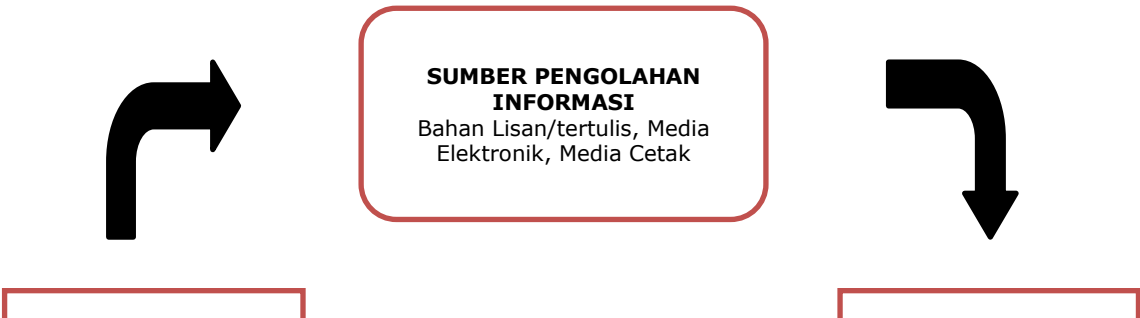 SUMBER PENGOLAHAN
INFORMASI
Bahan Lisan/tertulis, Media
Elektronik, Media Cetak